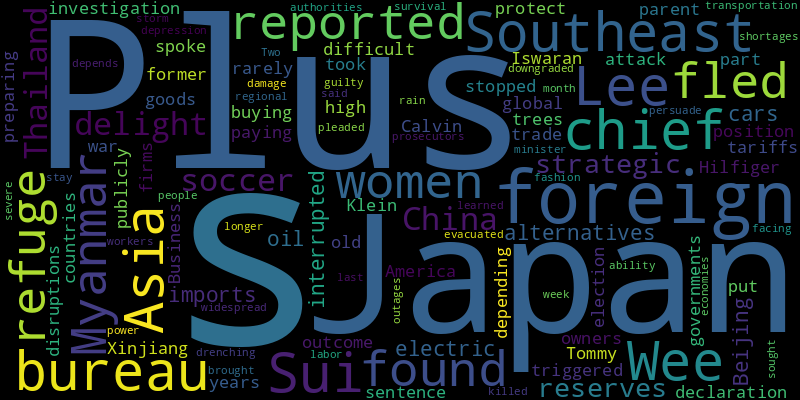 investigation
storm
authorities
survival
protect
parent
transportation
Plus
reported
Southeast
depression
spoke
difficult
Two
shortages
Thailand
depends
former
rarely
took
Iswaran
attack
part
preparing
goods
damage
guilty
stopped
downgraded
Lee
fled
regional
said
high
month
global
buying
rain
trees
persuade
cars
delight
paying
pleaded
Calvin
trade
chief
position
prosecutors
minister
tariffs
war
firms
strategic
Hilfiger
stay
severe
Myanmar
publicly
soccer
women
fashion
foreign
people
refuge
interrupted
Klein
learned
China
countries
Asia
Business
S
longer
oil
old
evacuated
alternatives
facing
workers
Japan
America
depending
ability
disruptions
imports
last
outages
election
week
put
governments
economies
widespread
power
Xinjiang
drenching
outcome
electric
owners
Beijing
labor
Tommy
Wee
sought
bureau
brought
years
Sui
found
triggered
sentence
killed
reserves
declaration